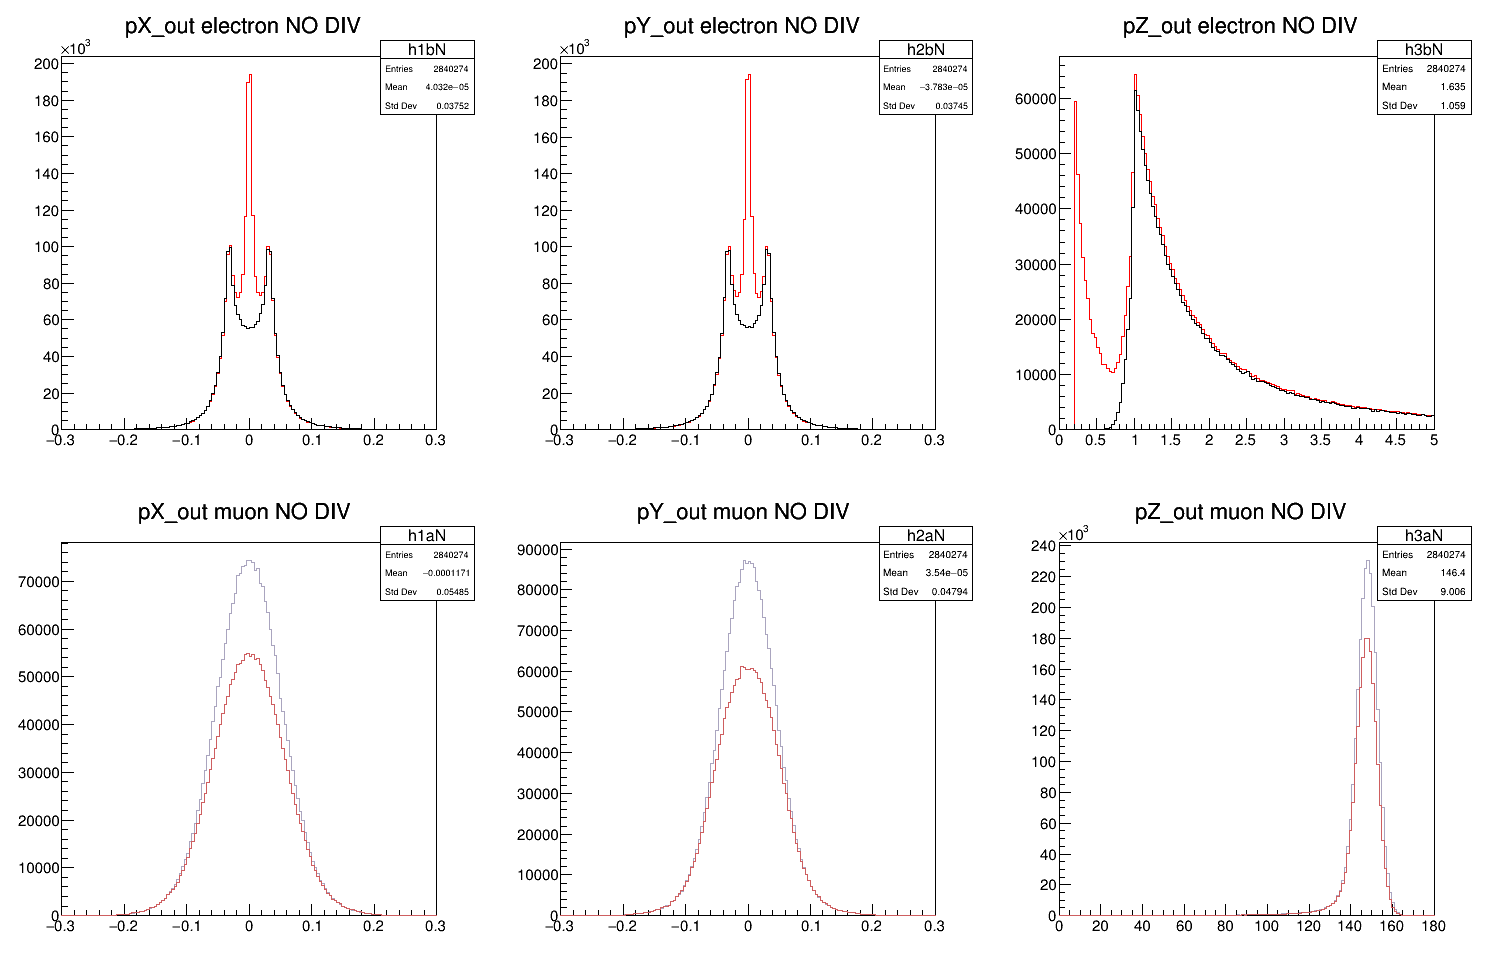 pX_out electron NO DIV
×10³
h1bN
Entries 2840274
Mean 4.032e−05
Std Dev 0.03752
200
180
160
140
120
100
80
60
40
20
0
−0.3 −0.2 −0.1 0 0.1 0.2 0.3
pY_out electron NO DIV
×10³
h2bN
Entries 2840274
Mean −3.783e−05
Std Dev 0.03745
200
180
160
140
120
100
80
60
40
20
0
−0.3 −0.2 −0.1 0 0.1 0.2 0.3
pZ_out electron NO DIV
h3bN
Entries 2840274
Mean 1.635
Std Dev 1.059
60000
50000
40000
30000
20000
10000
0
0 0.5 1 1.5 2 2.5 3 3.5 4 4.5 5
pX_out muon NO DIV
h1aN
Entries 2840274
Mean −0.0001171
Std Dev 0.05485
70000
60000
50000
40000
30000
20000
10000
0
−0.3 −0.2 −0.1 0 0.1 0.2 0.3
pY_out muon NO DIV
h2aN
Entries 2840274
Mean 3.54e−05
Std Dev 0.04794
90000
80000
70000
60000
50000
40000
30000
20000
10000
0
−0.3 −0.2 −0.1 0 0.1 0.2 0.3
pZ_out muon NO DIV
×10³
h3aN
Entries 2840274
Mean 146.4
Std Dev 9.006
240
220
200
180
160
140
120
100
80
60
40
20
0
0 20 40 60 80 100 120 140 160 180